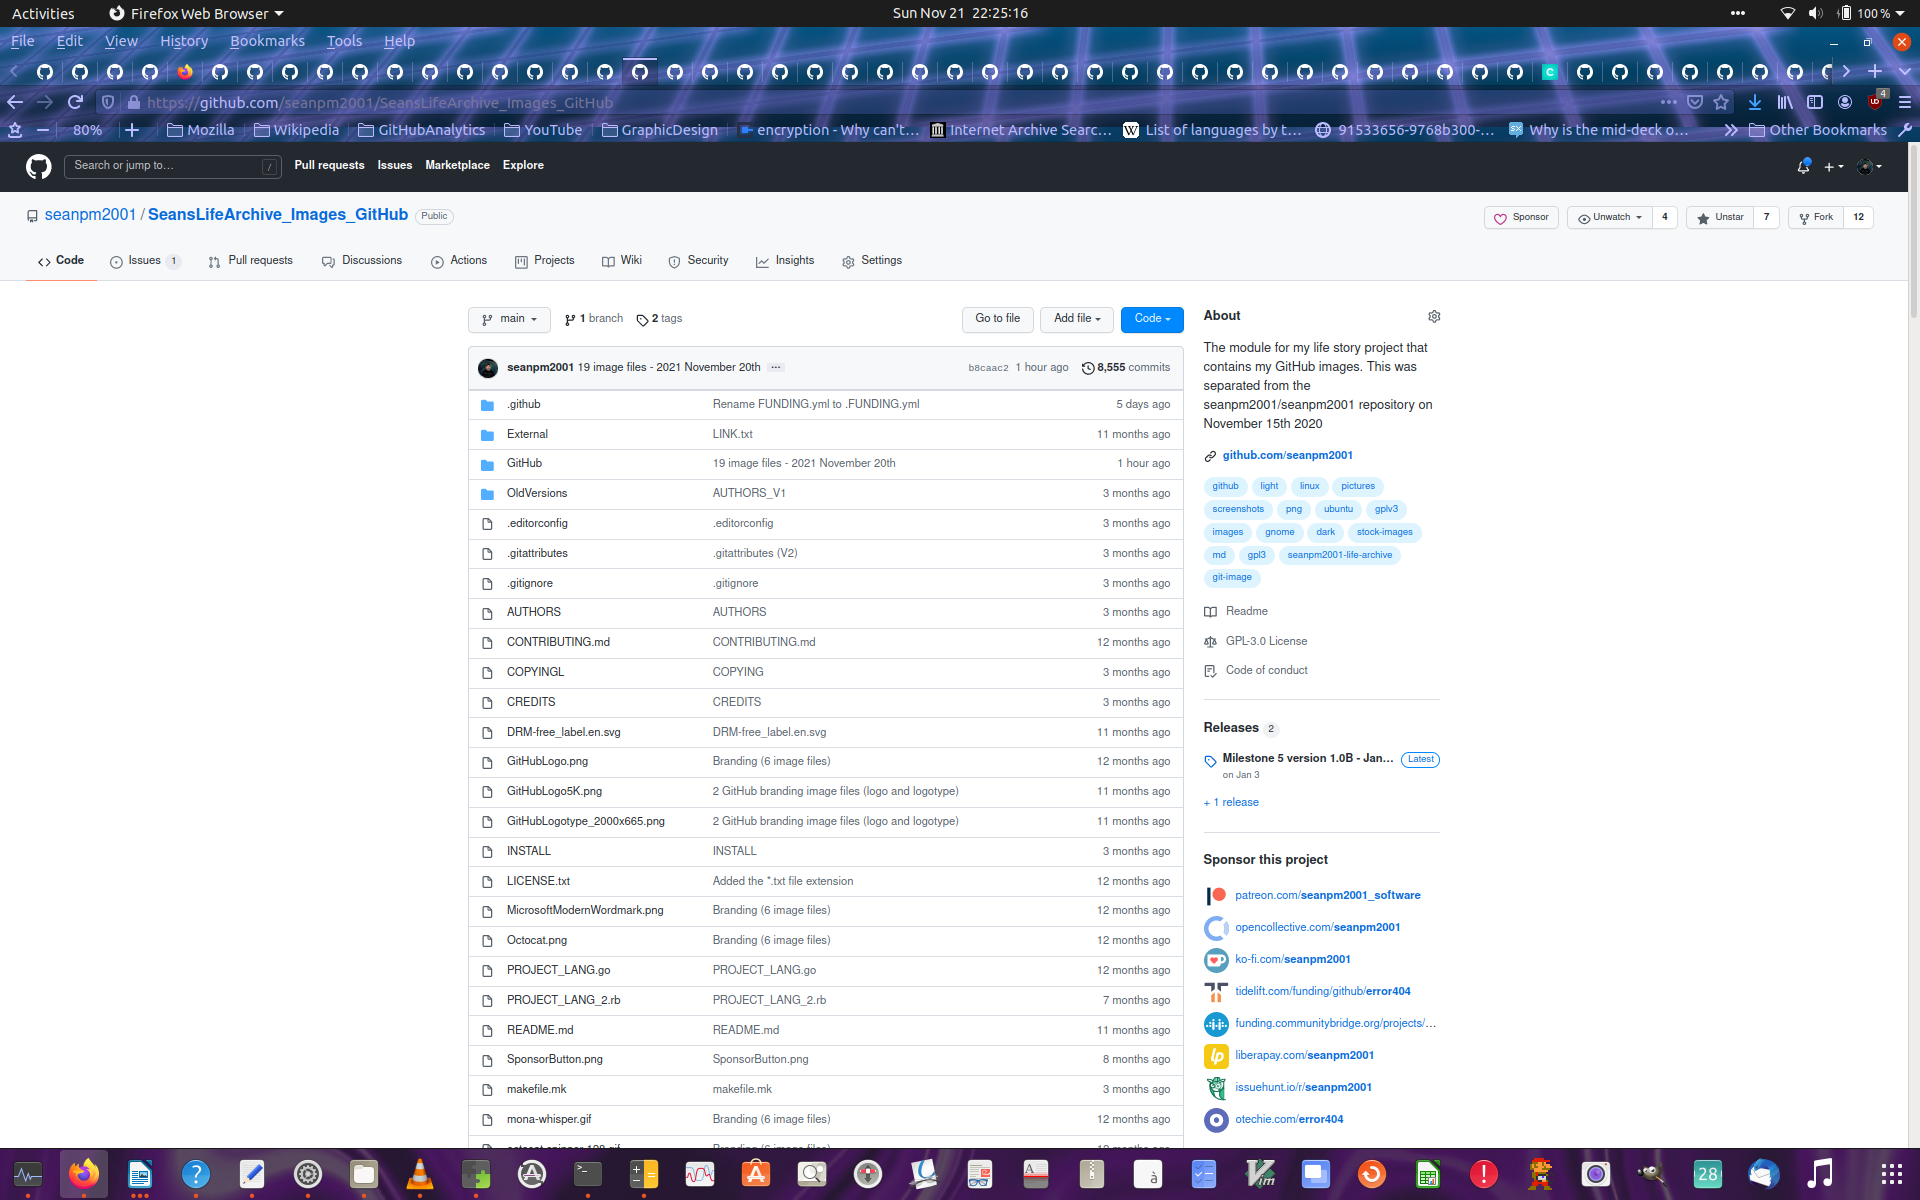 Activities Firefox Web Browser Sun Nov 21 22:25:16 100 %
File Edit View History Bookmarks Tools Help
https://github.com/seanpm2001/SeansLifeArchive_Images_GitHub 4
80% Mozilla Wikipedia GitHubAnalytics YouTube GraphicDesign encryption - Why can't… Internet Archive Searc… List of languages by t… 91533656-9768b300-… Why is the mid-deck o… Other Bookmarks
Search or jump to… / Pull requests Issues Marketplace Explore
seanpm2001 / SeansLifeArchive_Images_GitHub Public Sponsor Unwatch 4 Unstar 7 Fork 12
Code Issues 1 Pull requests Discussions Actions Projects Wiki Security Insights Settings
main 1 branch 2 tags Go to file Add file Code
seanpm2001 19 image files - 2021 November 20th ··· b8caac2 1 hour ago 8,555 commits
.github Rename FUNDING.yml to .FUNDING.yml 5 days ago
External LINK.txt 11 months ago
GitHub 19 image files - 2021 November 20th 1 hour ago
OldVersions AUTHORS_V1 3 months ago
.editorconfig .editorconfig 3 months ago
.gitattributes .gitattributes (V2) 3 months ago
.gitignore .gitignore 3 months ago
AUTHORS AUTHORS 3 months ago
CONTRIBUTING.md CONTRIBUTING.md 12 months ago
COPYINGL COPYING 3 months ago
CREDITS CREDITS 3 months ago
DRM-free_label.en.svg DRM-free_label.en.svg 11 months ago
GitHubLogo.png Branding (6 image files) 12 months ago
GitHubLogo5K.png 2 GitHub branding image files (logo and logotype) 11 months ago
GitHubLogotype_2000x665.png 2 GitHub branding image files (logo and logotype) 11 months ago
INSTALL INSTALL 3 months ago
LICENSE.txt Added the *.txt file extension 12 months ago
MicrosoftModernWordmark.png Branding (6 image files) 12 months ago
Octocat.png Branding (6 image files) 12 months ago
PROJECT_LANG.go PROJECT_LANG.go 12 months ago
PROJECT_LANG_2.rb PROJECT_LANG_2.rb 7 months ago
README.md README.md 11 months ago
SponsorButton.png SponsorButton.png 8 months ago
makefile.mk makefile.mk 3 months ago
mona-whisper.gif Branding (6 image files) 12 months ago
About
The module for my life story project that
contains my GitHub images. This was
separated from the
seanpm2001/seanpm2001 repository on
November 15th 2020
github.com/seanpm2001
github light linux pictures
screenshots png ubuntu gplv3
images gnome dark stock-images
md gpl3 seanpm2001-life-archive
git-image
Readme
GPL-3.0 License
Code of conduct
Releases 2
Milestone 5 version 1.0B - Jan… Latest
on Jan 3
+ 1 release
Sponsor this project
patreon.com/seanpm2001_software
opencollective.com/seanpm2001
ko-fi.com/seanpm2001
tidelift.com/funding/github/error404
funding.communitybridge.org/projects/…
liberapay.com/seanpm2001
issuehunt.io/r/seanpm2001
otechie.com/error404
28